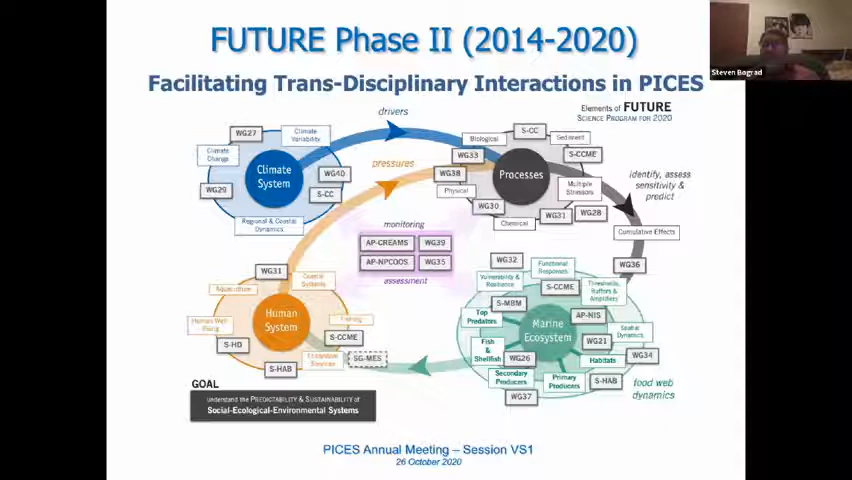 FUTURE Phase II (2014-2020)
Facilitating Trans-Disciplinary Interactions in PICES
Steven Bograd
Elements of FUTURE
SCIENCE PROGRAM FOR 2020
drivers
WG27
Climate
Variability
Climate
Change
Climate
System
WG40
WG29
S-CC
Regional & Coastal
Dynamics
pressures
S-CC
Biological
Sediment
WG33
S-CCME
WG38
Processes
Physical
Multiple
Stressors
WG30
WG31
WG28
Chemical
identify, assess
sensitivity &
predict
Cumulative Effects
monitoring
AP-CREAMS
WG39
AP-NPCOOS
WG35
assessment
WG36
WG31
Coastal
Systems
Aquaculture
Human Well-
Being
Human
System
Fishing
S-CCME
S-HD
Ecosystem Services
SG-MES
S-HAB
WG32
Functional
Responses
Vulnerability &
Resilience
S-CCME
Thresholds,
Buffers &
Amplifiers
S-MBM
Top
Predators
AP-NIS
Marine
Ecosystem
Spatial
Dynamics
WG21
Fish
&
Shellfish
WG34
WG26
Habitats
Secondary
Producers
Primary
Producers
S-HAB
WG37
food web
dynamics
GOAL
UNDERSTAND THE PREDICTABILITY & SUSTAINABILITY OF
SOCIAL-ECOLOGICAL-ENVIRONMENTAL SYSTEMS
PICES Annual Meeting – Session VS1
26 October 2020